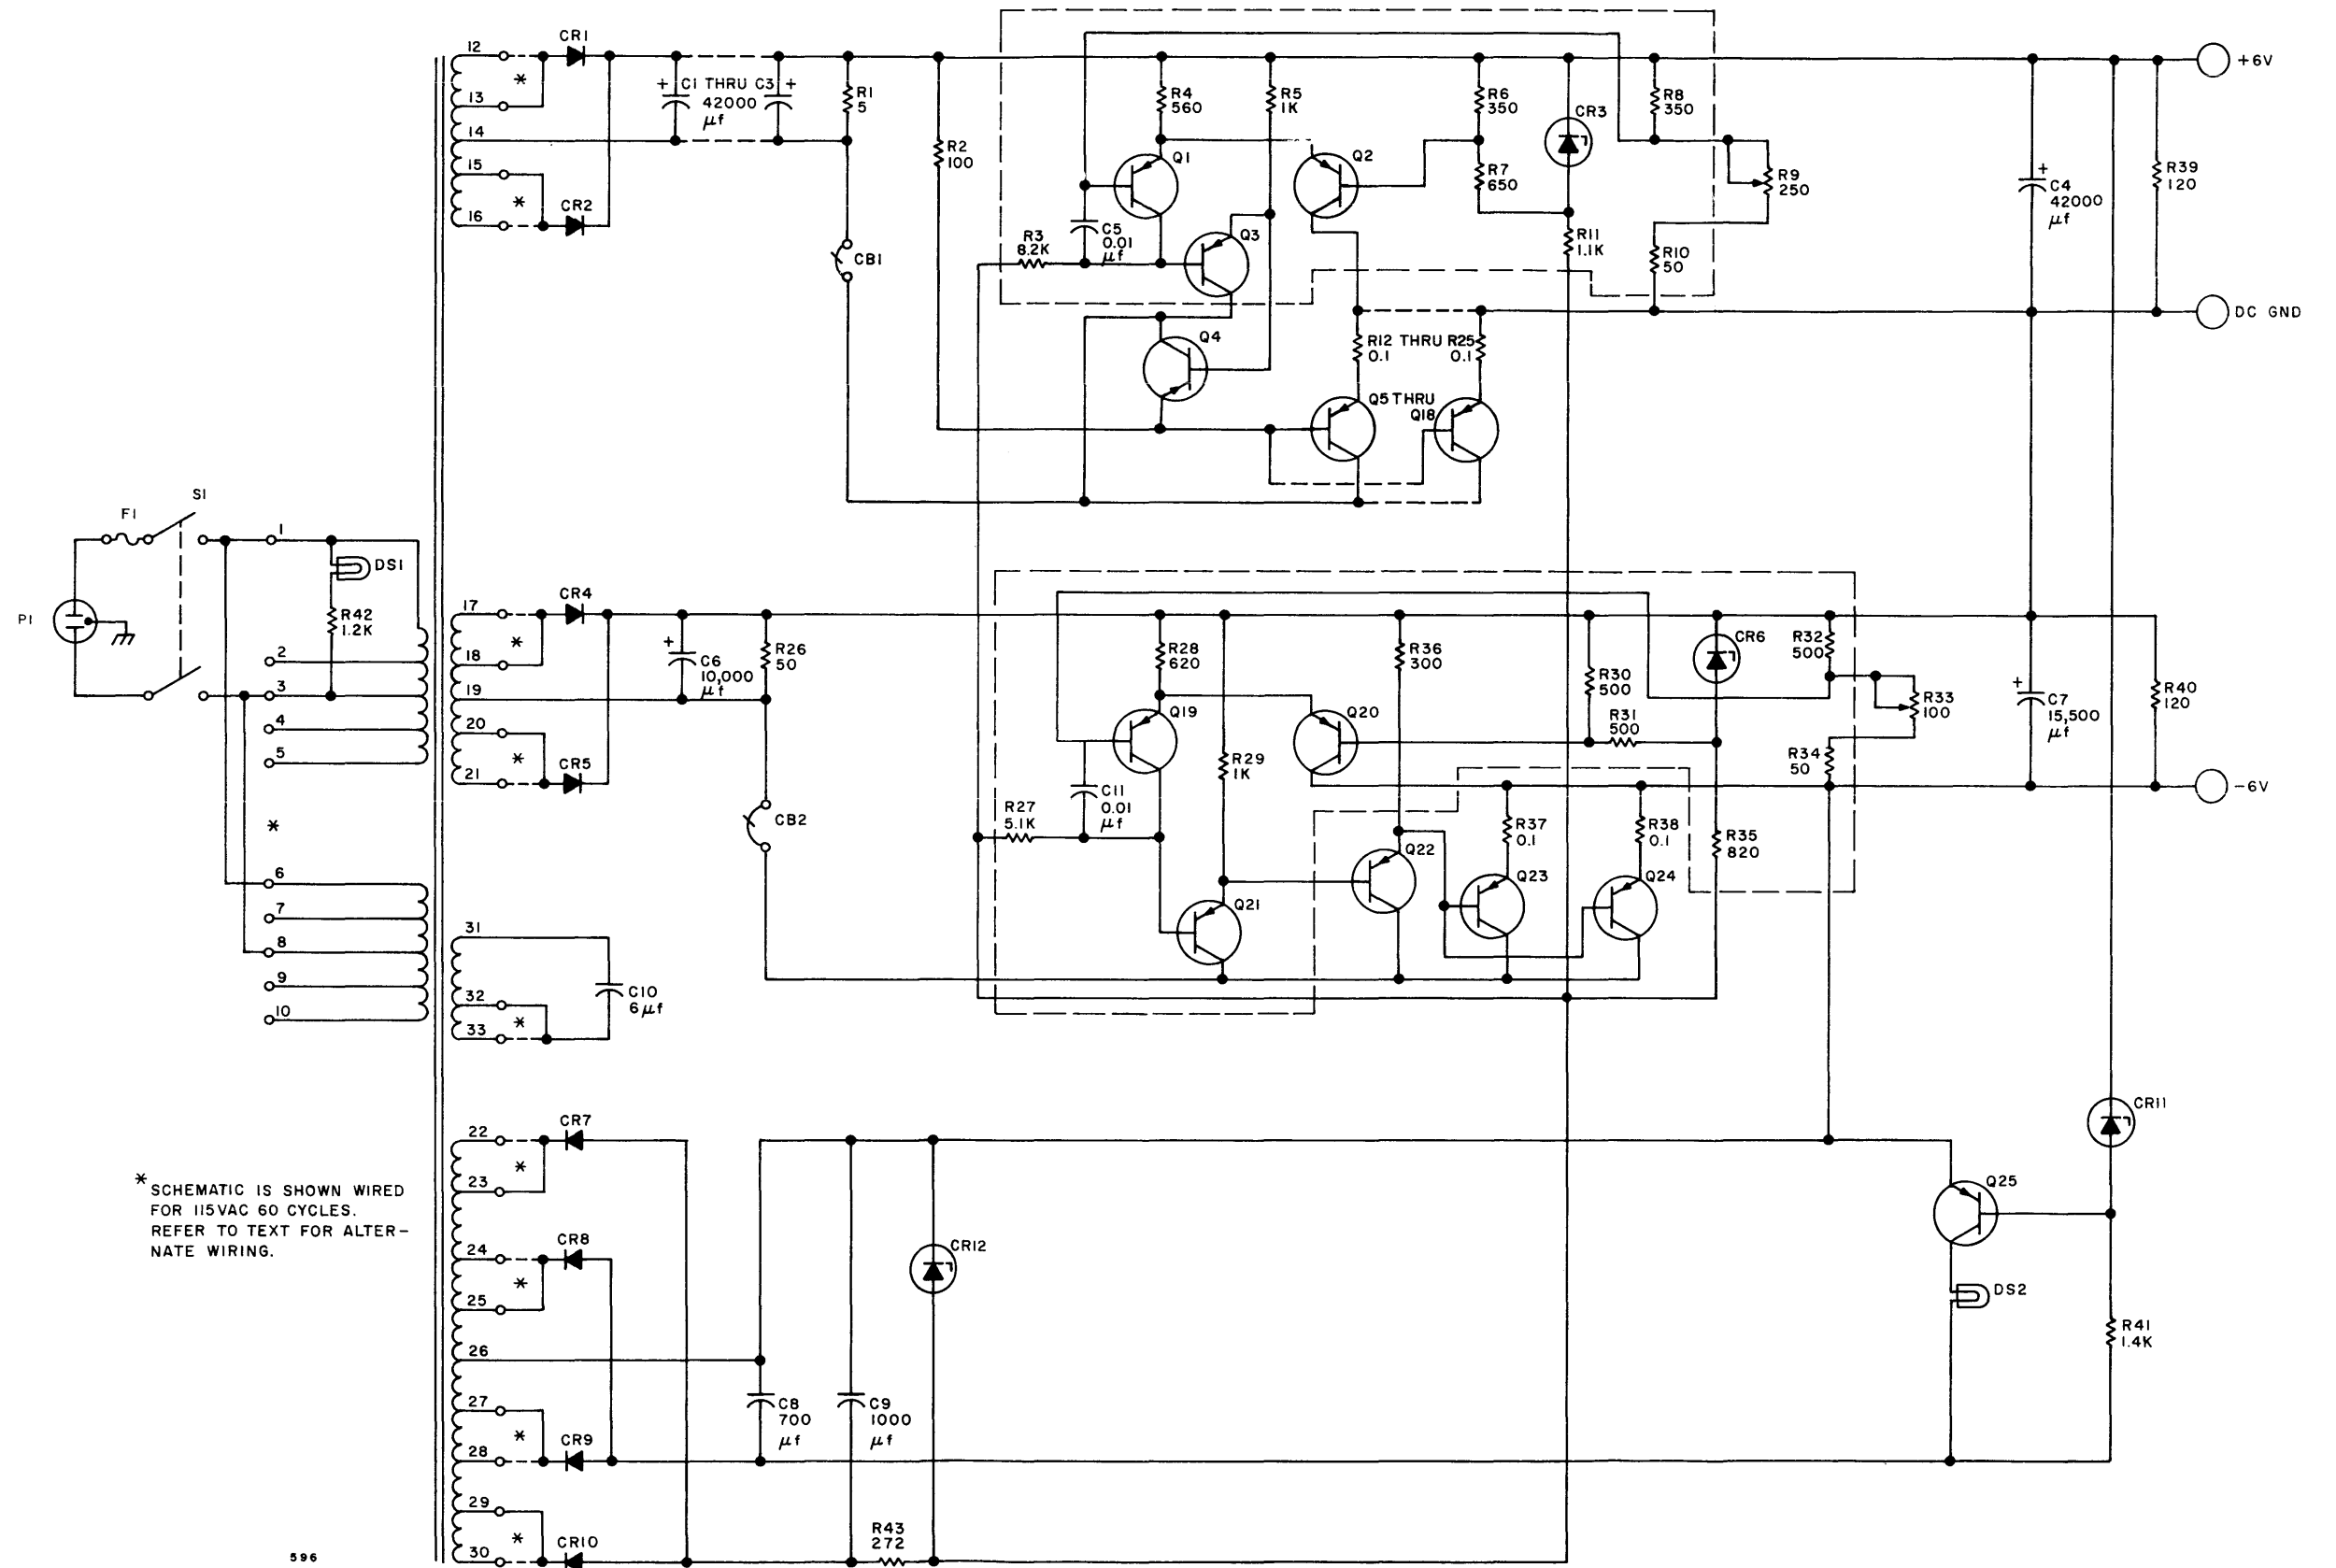 12
13
14
15
16
CR1
CR2
+ C1 THRU C3 +
42000
μf
R1
5
CB1
R2
100
R3
8.2K
C5
0.01
μf
R4
560
Q1
R5
1K
Q3
Q4
Q2
R6
350
R7
650
CR3
R11
1.1K
R8
350
R9
250
R10
50
R12 THRU R25
0.1
0.1
Q5 THRU
Q18
+
C4
42000
μf
R39
120
+6V
DC GND
P1
F1
S1
1
2
3
4
5
*
6
7
8
9
10
DS1
R42
1.2K
17
18
19
20
21
CR4
CR5
+
C6
10,000
μf
R26
50
CB2
R27
5.1K
C11
0.01
μf
R28
620
Q19
R29
1K
Q21
Q20
R36
300
Q22
R30
500
R31
500
CR6
R32
500
R33
100
R34
50
R35
820
R37
0.1
R38
0.1
Q23
Q24
+
C7
15,500
μf
R40
120
-6V
31
32
33
C10
6μf
22
23
24
25
26
27
28
29
30
CR7
CR8
CR9
CR10
C8
700
μf
C9
1000
μf
CR12
R43
272
CR11
Q25
DS2
R41
1.4K
* SCHEMATIC IS SHOWN WIRED
FOR 115VAC 60 CYCLES.
REFER TO TEXT FOR ALTER-
NATE WIRING.
596